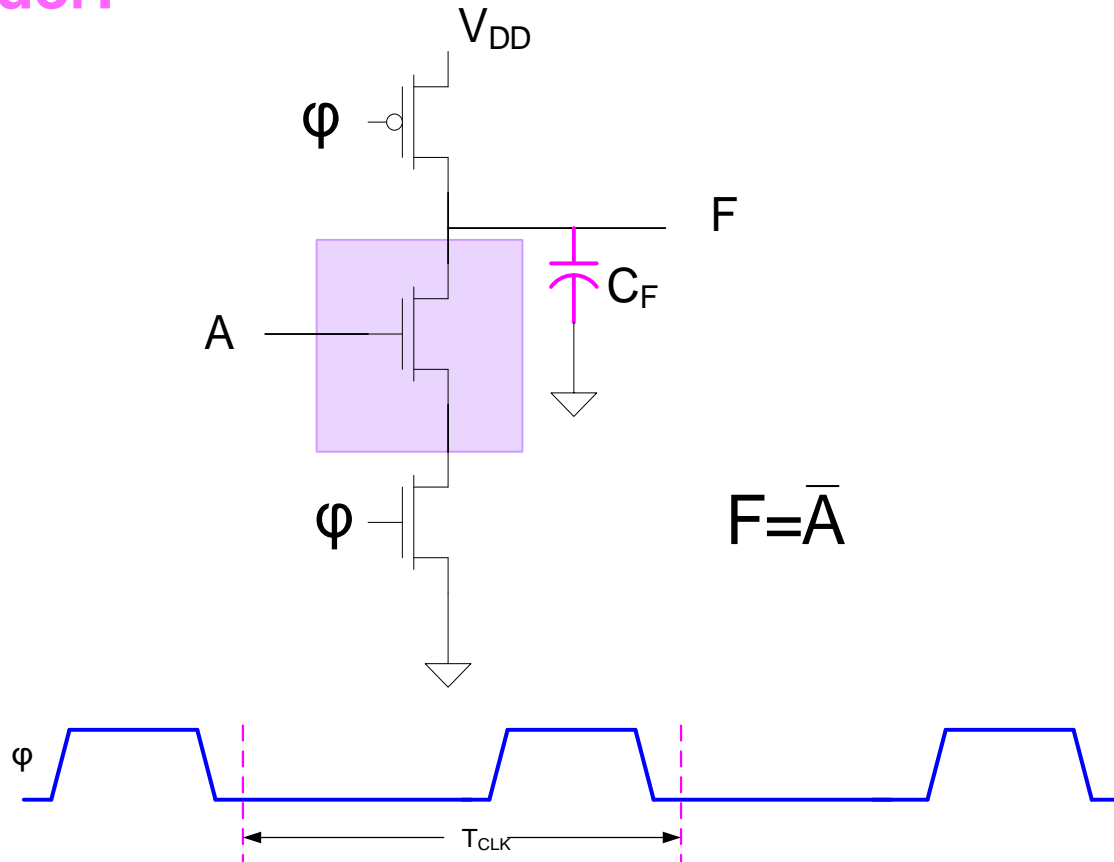 V_DD
φ
F
C_F
A
φ
F=A̅
φ
T_CLK